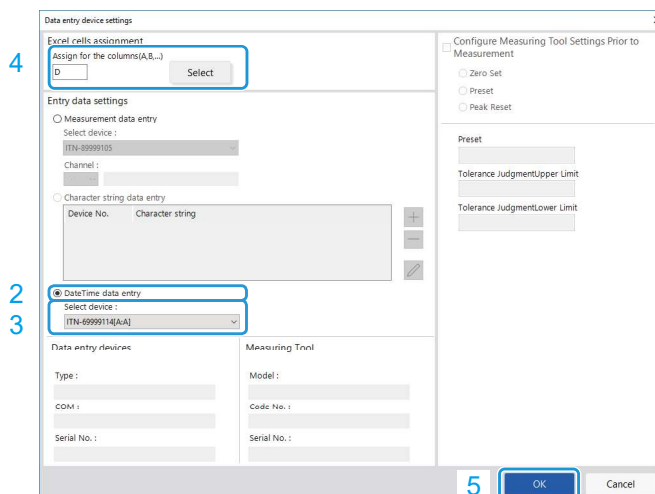 Data entry device settings
Excel cells assignment
Assign for the columns(A,B,...)
4
D
Select
Entry data settings
Measurement data entry
Select device :
ITN-89999105
Channel :
Character string data entry
Device No. Character string
2
DateTime data entry
3
Select device :
ITN-69999114[A:A]
Data entry devices
Type :
COM :
Serial No. :
Measuring Tool
Model :
Code No. :
Serial No. :
Configure Measuring Tool Settings Prior to
Measurement
Zero Set
Preset
Peak Reset
Preset
Tolerance JudgmentUpper Limit
Tolerance JudgmentLower Limit
5
OK
Cancel